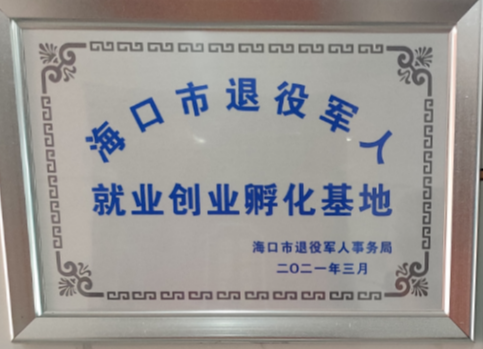 海口市退役军人
就业创业孵化基地
海口市退役军人事务局
二〇二一年三月